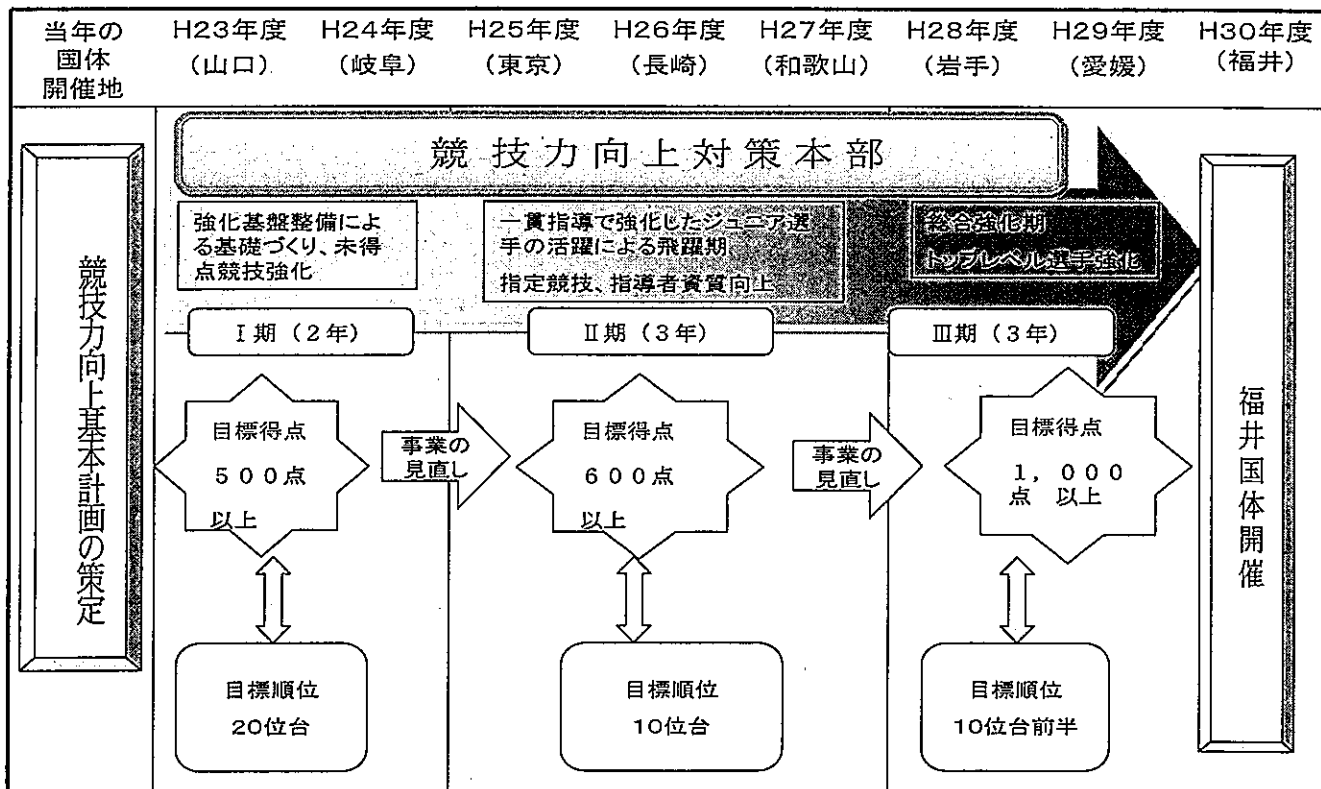 当年の
国体
開催地
H23年度
(山口)
H24年度
(岐阜)
H25年度
(東京)
H26年度
(長崎)
H27年度
(和歌山)
H28年度
(岩手)
H29年度
(愛媛)
H30年度
(福井)
競技力向上対策本部
強化基盤整備によ
る基礎づくり、未得
点競技強化
一貫指導で強化したジュニア選
手の活躍による飛躍期
指定競技、指導者資質向上
総合強化期
トップレベル選手強化
Ⅰ期(2年)
Ⅱ期(3年)
Ⅲ期(3年)
競技力向上基本計画の策定
目標得点
500点
以上
事業の
見直し
目標得点
600点
以上
事業の
見直し
目標得点
1,000
点 以上
福井国体開催
目標順位
20位台
目標順位
10位台
目標順位
10位台前半